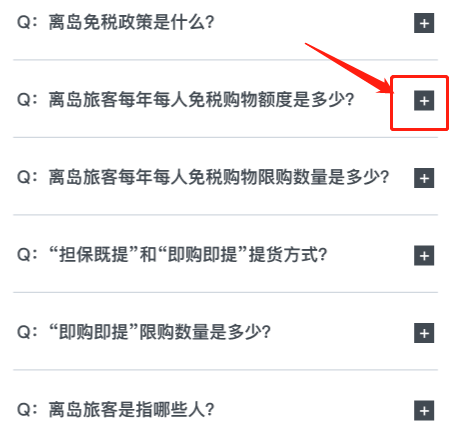 Q：离岛免税政策是什么？
Q：离岛旅客每年每人免税购物额度是多少？
Q：离岛旅客每年每人免税购物限购数量是多少？
Q：“担保既提”和“即购即提”提货方式？
Q：“即购即提”限购数量是多少？
Q：离岛旅客是指哪些人？